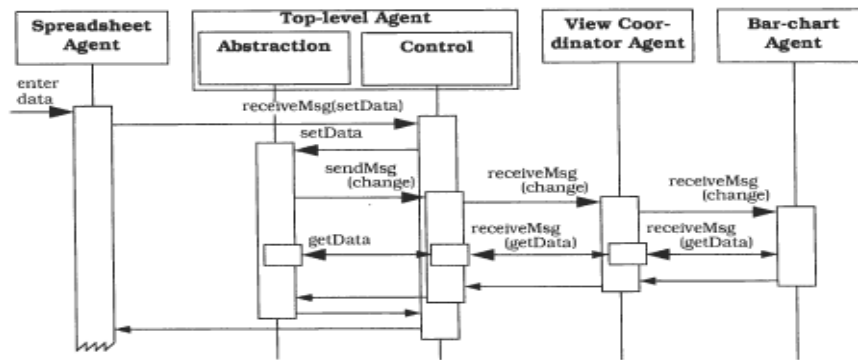 Top-level Agent
Spreadsheet
Agent
Abstraction
Control
View Coor-
dinator Agent
Bar-chart
Agent
enter
data
receiveMsg(setData)
setData
sendMsg
(change)
receiveMsg
(change)
receiveMsg
(change)
getData
receiveMsg
(getData)
receiveMsg
(getData)